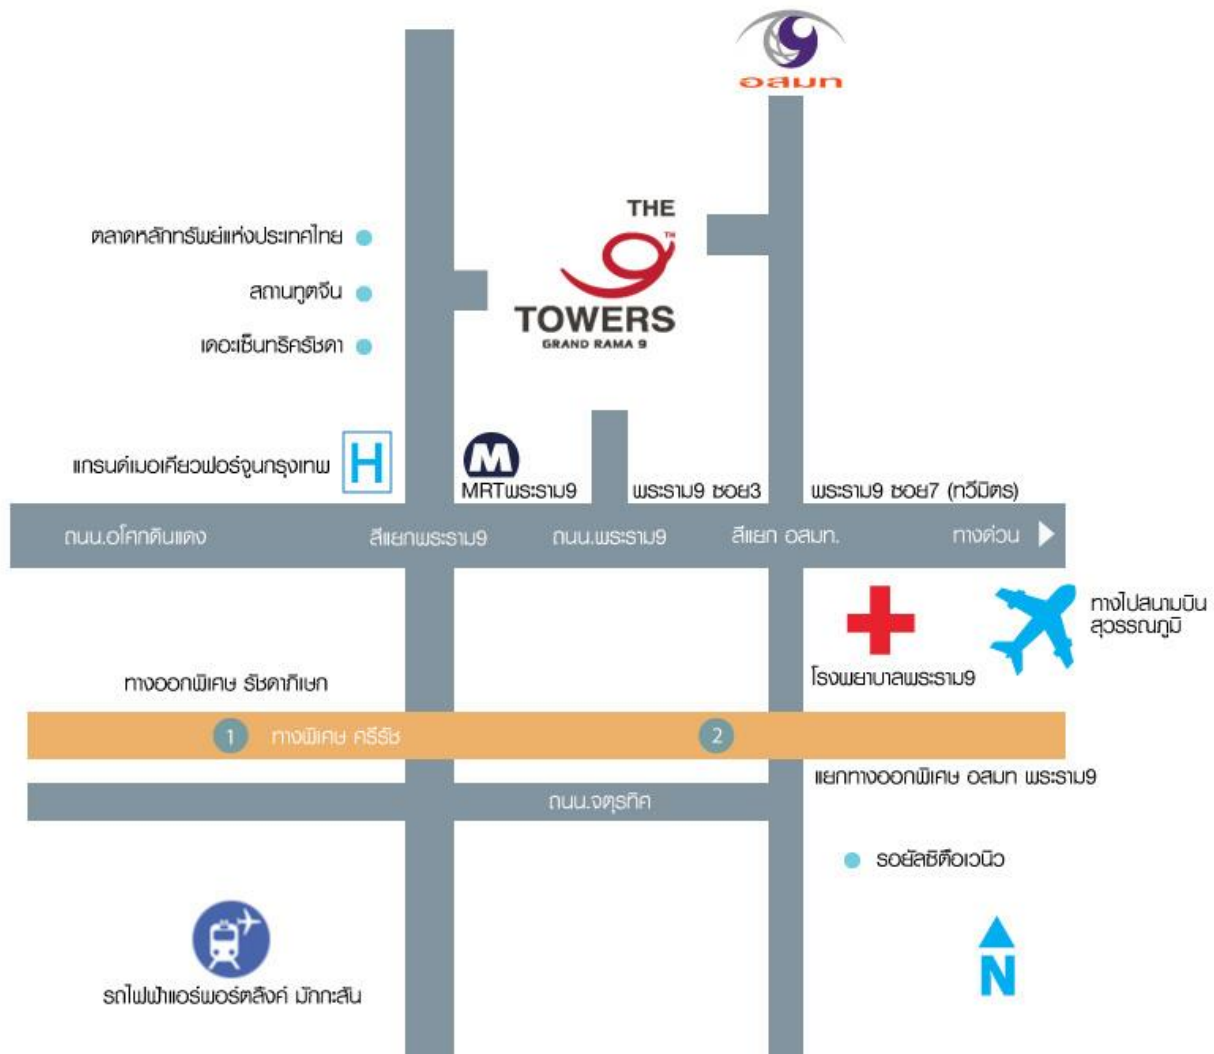 อสมท
THE
9 TM
TOWERS
GRAND RAMA 9
ตลาดหลักทรัพย์แห่งประเทศไทย
สถานทูตจีน
เดอะเซ็นทริครัชดา
แกรนด์เมอเคียวฟอร์จูนกรุงเทพ
H
M
MRTพระราม9
พระราม9 ซอย3
พระราม9 ซอย7 (ทวีมิตร)
ถนน.อโศกดินแดง
สี่แยกพระราม9
ถนน.พระราม9
สี่แยก อสมท.
ทางด่วน
ทางไปสนามบิน
สุวรรณภูมิ
โรงพยาบาลพระราม9
ทางออกพิเศษ รัชดาภิเษก
1
ทางพิเศษ ศรีรัช
2
แยกทางออกพิเศษ อสมท พระราม9
ถนน.จตุรทิศ
รอยัลซิตี้อเวนิว
รถไฟฟ้าแอร์พอร์ตลิงค์ มักกะสัน
N